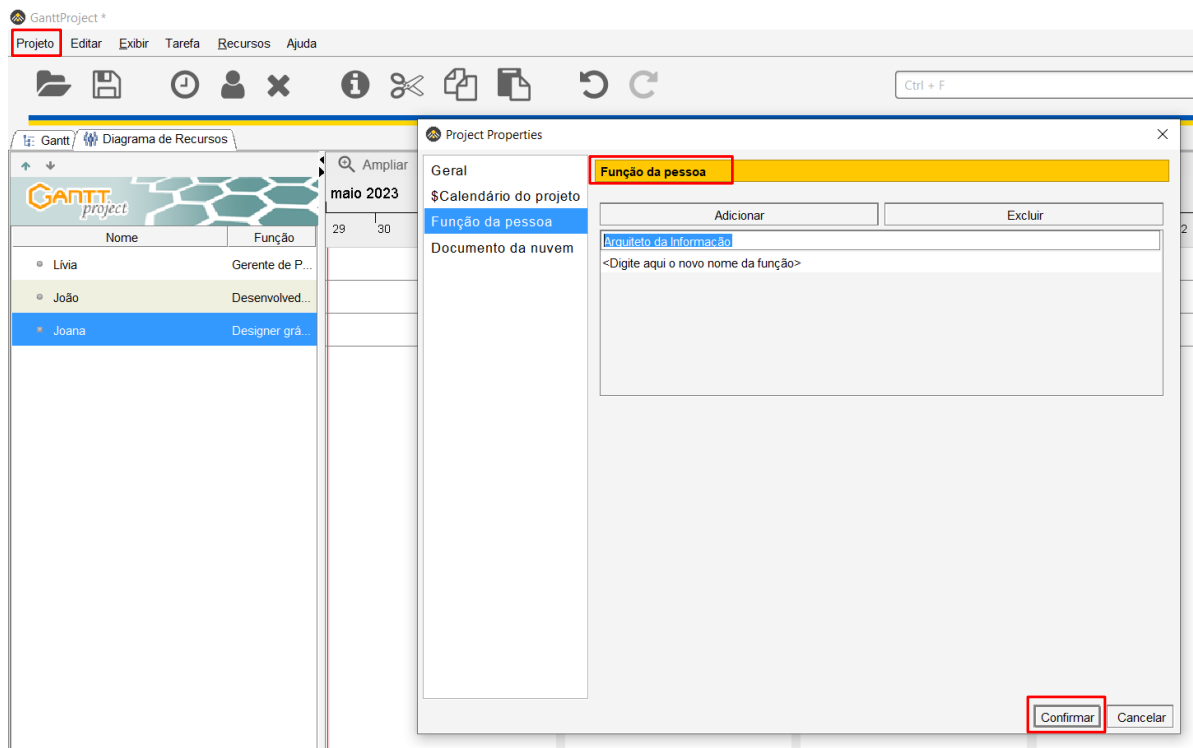 GanttProject *
Projeto Editar Exibir Tarefa Recursos Ajuda
Ctrl + F
Gantt Diagrama de Recursos
Project Properties
Ampliar
maio 2023
29 30
GANTT
project
Nome Função
Lívia Gerente de P...
João Desenvolved...
Joana Designer grá...
Geral
$Calendário do projeto
Função da pessoa
Documento da nuvem
Função da pessoa
Adicionar Excluir
Arquiteto da Informação
<Digite aqui o novo nome da função>
2
Confirmar Cancelar